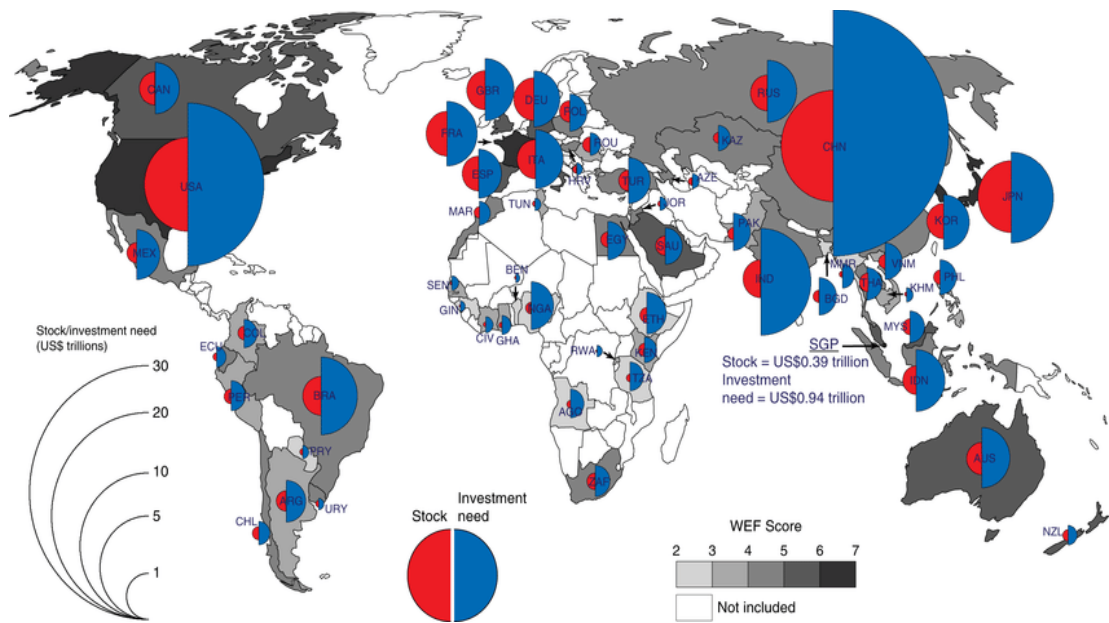 CAN
USA
MEX
GBR
DEU
POL
FRA
ITA
ROU
ESP
HRV
TUR
AZE
RUS
KAZ
CHN
JPN
KOR
MAR
TUN
JOR
EGY
SAU
PAK
IND
BEN
SEN
GIN
NGA
CIV
GHA
ETH
KEN
RWA
TZA
AGO
ZAF
MMR
VNM
BGD
THA
KHM
PHL
MYS
IDN
SGP
Stock = US$0.39 trillion
Investment
need = US$0.94 trillion
AUS
NZL
COL
ECU
PER
BRA
PRY
ARG
URY
CHL
Stock/investment need
(US$ trillions)
30
20
10
5
1
Stock
Investment
need
WEF Score
2 3 4 5 6 7
Not included